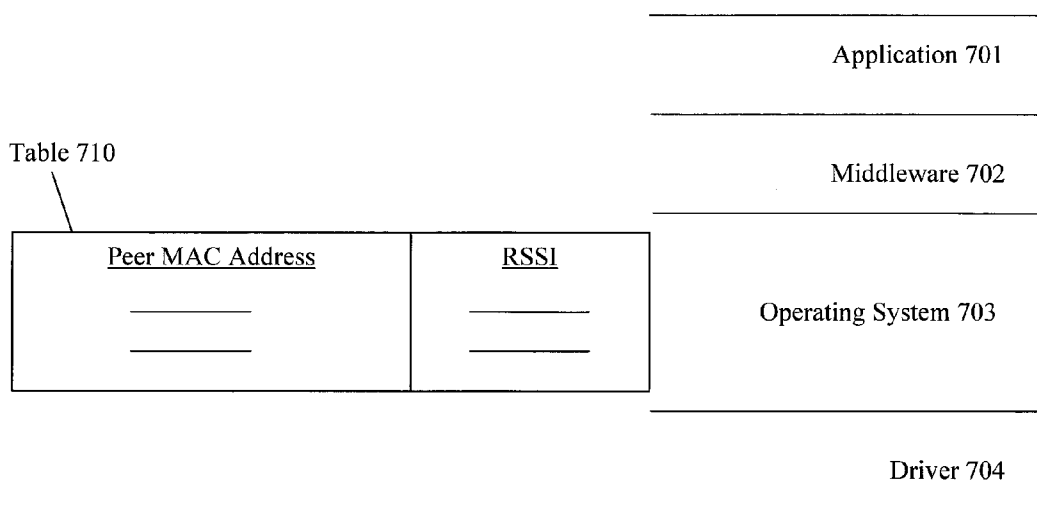 Application 701
Middleware 702
Table 710
Peer MAC Address
RSSI
Operating System 703
Driver 704